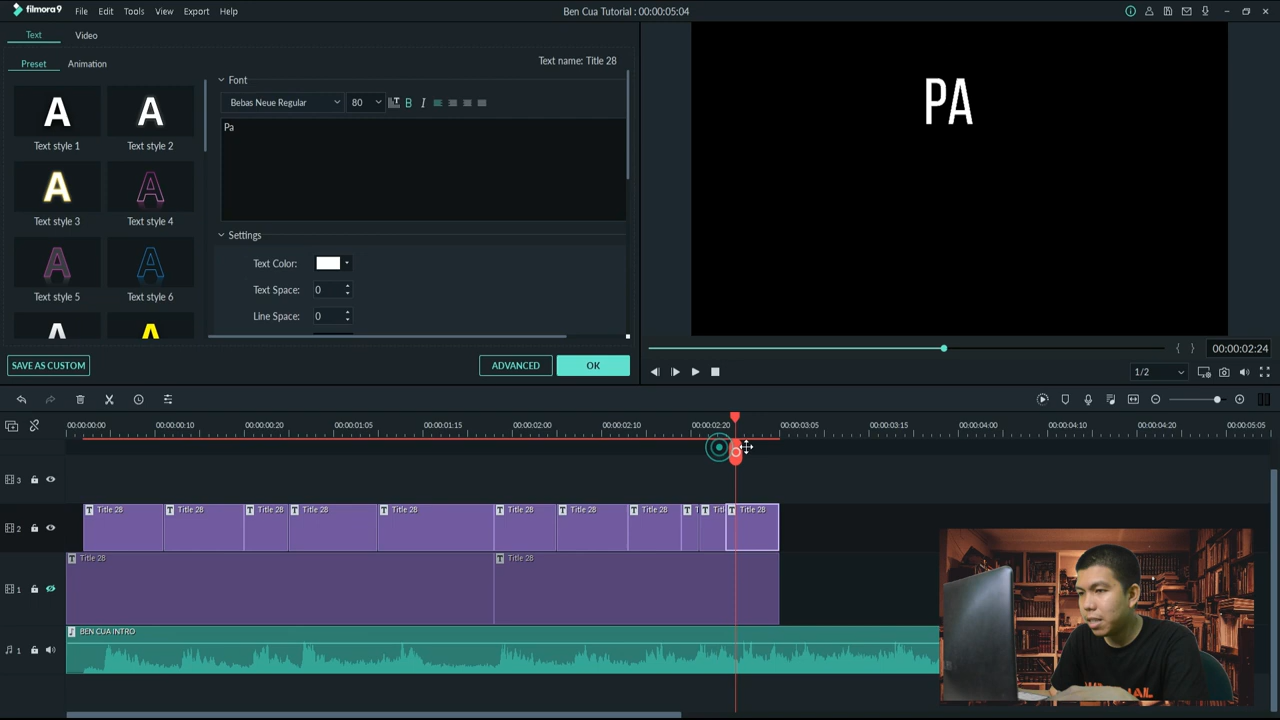 filmora9 File Edit Tools View Export Help Ben Cua Tutorial : 00:00:05:04
Text Video
Preset Animation Text name: Title 28
Font
Bebas Neue Regular 80 T B I
Pa
A A
Text style 1 Text style 2
A A
Text style 3 Text style 4
A A
Text style 5 Text style 6
Settings
Text Color:
Text Space: 0
Line Space: 0
SAVE AS CUSTOM ADVANCED OK
PA
{ } 00:00:02:24
1/2
00:00:00:00 00:00:00:10 00:00:00:20 00:00:01:05 00:00:01:15 00:00:02:00 00:00:02:10 00:00:02:20 00:00:03:05 00:00:03:15 00:00:04:00 00:00:04:10 00:00:04:20 00:00:05:05
3
2 T Title 28 T Title 28 T Title 28 T Title 28 T Title 28 T Title 28 T Title 28 T Title 28 T T T Title 28
1 T Title 28 T Title 28
1 BEN CUA INTRO